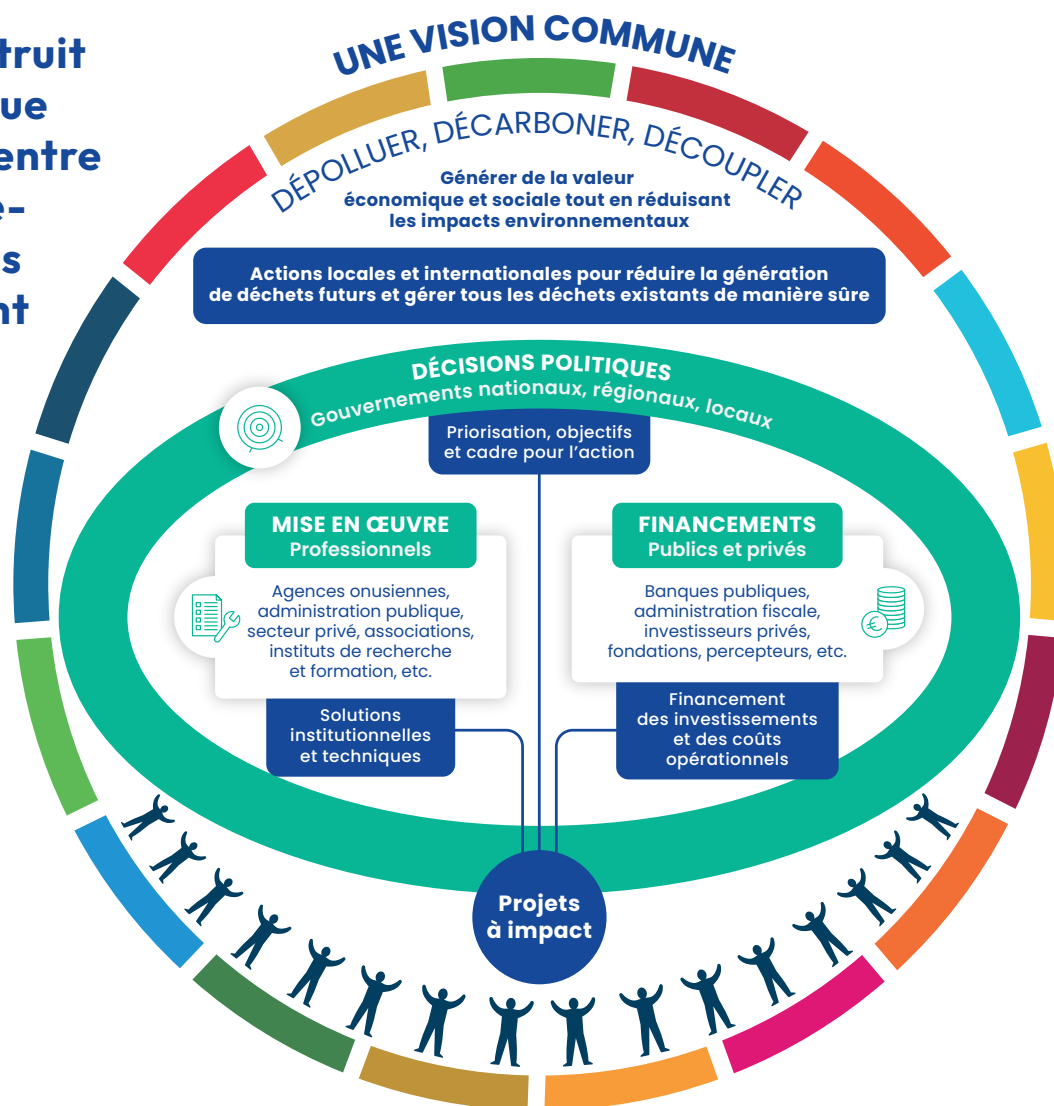 truit
ue
entre
e-
s
nt
UNE VISION COMMUNE
DÉPOLLUER, DÉCARBONER, DÉCOUPLER
Générer de la valeur
économique et sociale tout en réduisant
les impacts environnementaux
Actions locales et internationales pour réduire la génération
de déchets futurs et gérer tous les déchets existants de manière sûre
DÉCISIONS POLITIQUES
Gouvernements nationaux, régionaux, locaux
Priorisation, objectifs
et cadre pour l’action
MISE EN ŒUVRE
Professionnels
Agences onusiennes,
administration publique,
secteur privé, associations,
instituts de recherche
et formation, etc.
Solutions
institutionnelles
et techniques
FINANCEMENTS
Publics et privés
Banques publiques,
administration fiscale,
investisseurs privés,
fondations, percepteurs, etc.
€
Financement
des investissements
et des coûts
opérationnels
Projets
à impact